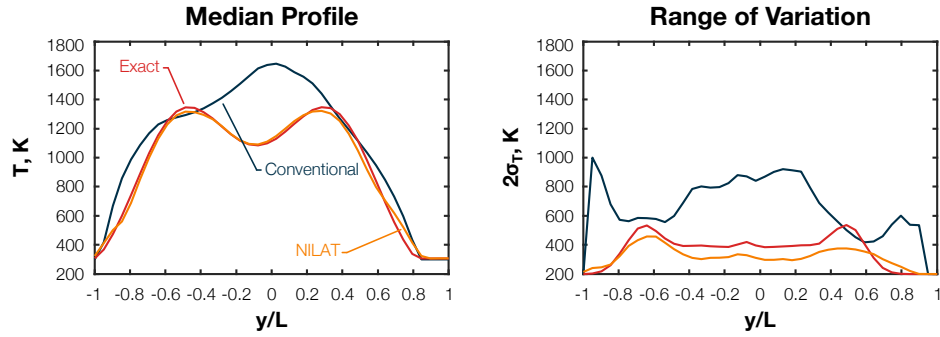 Median Profile
1800
1600
1400
1200
1000
800
600
400
200
T, K
Exact
Conventional
NILAT
-1 -0.8 -0.6 -0.4 -0.2 0 0.2 0.4 0.6 0.8 1
y/L
Range of Variation
1800
1600
1400
1200
1000
800
600
400
200
2σT, K
-1 -0.8 -0.6 -0.4 -0.2 0 0.2 0.4 0.6 0.8 1
y/L